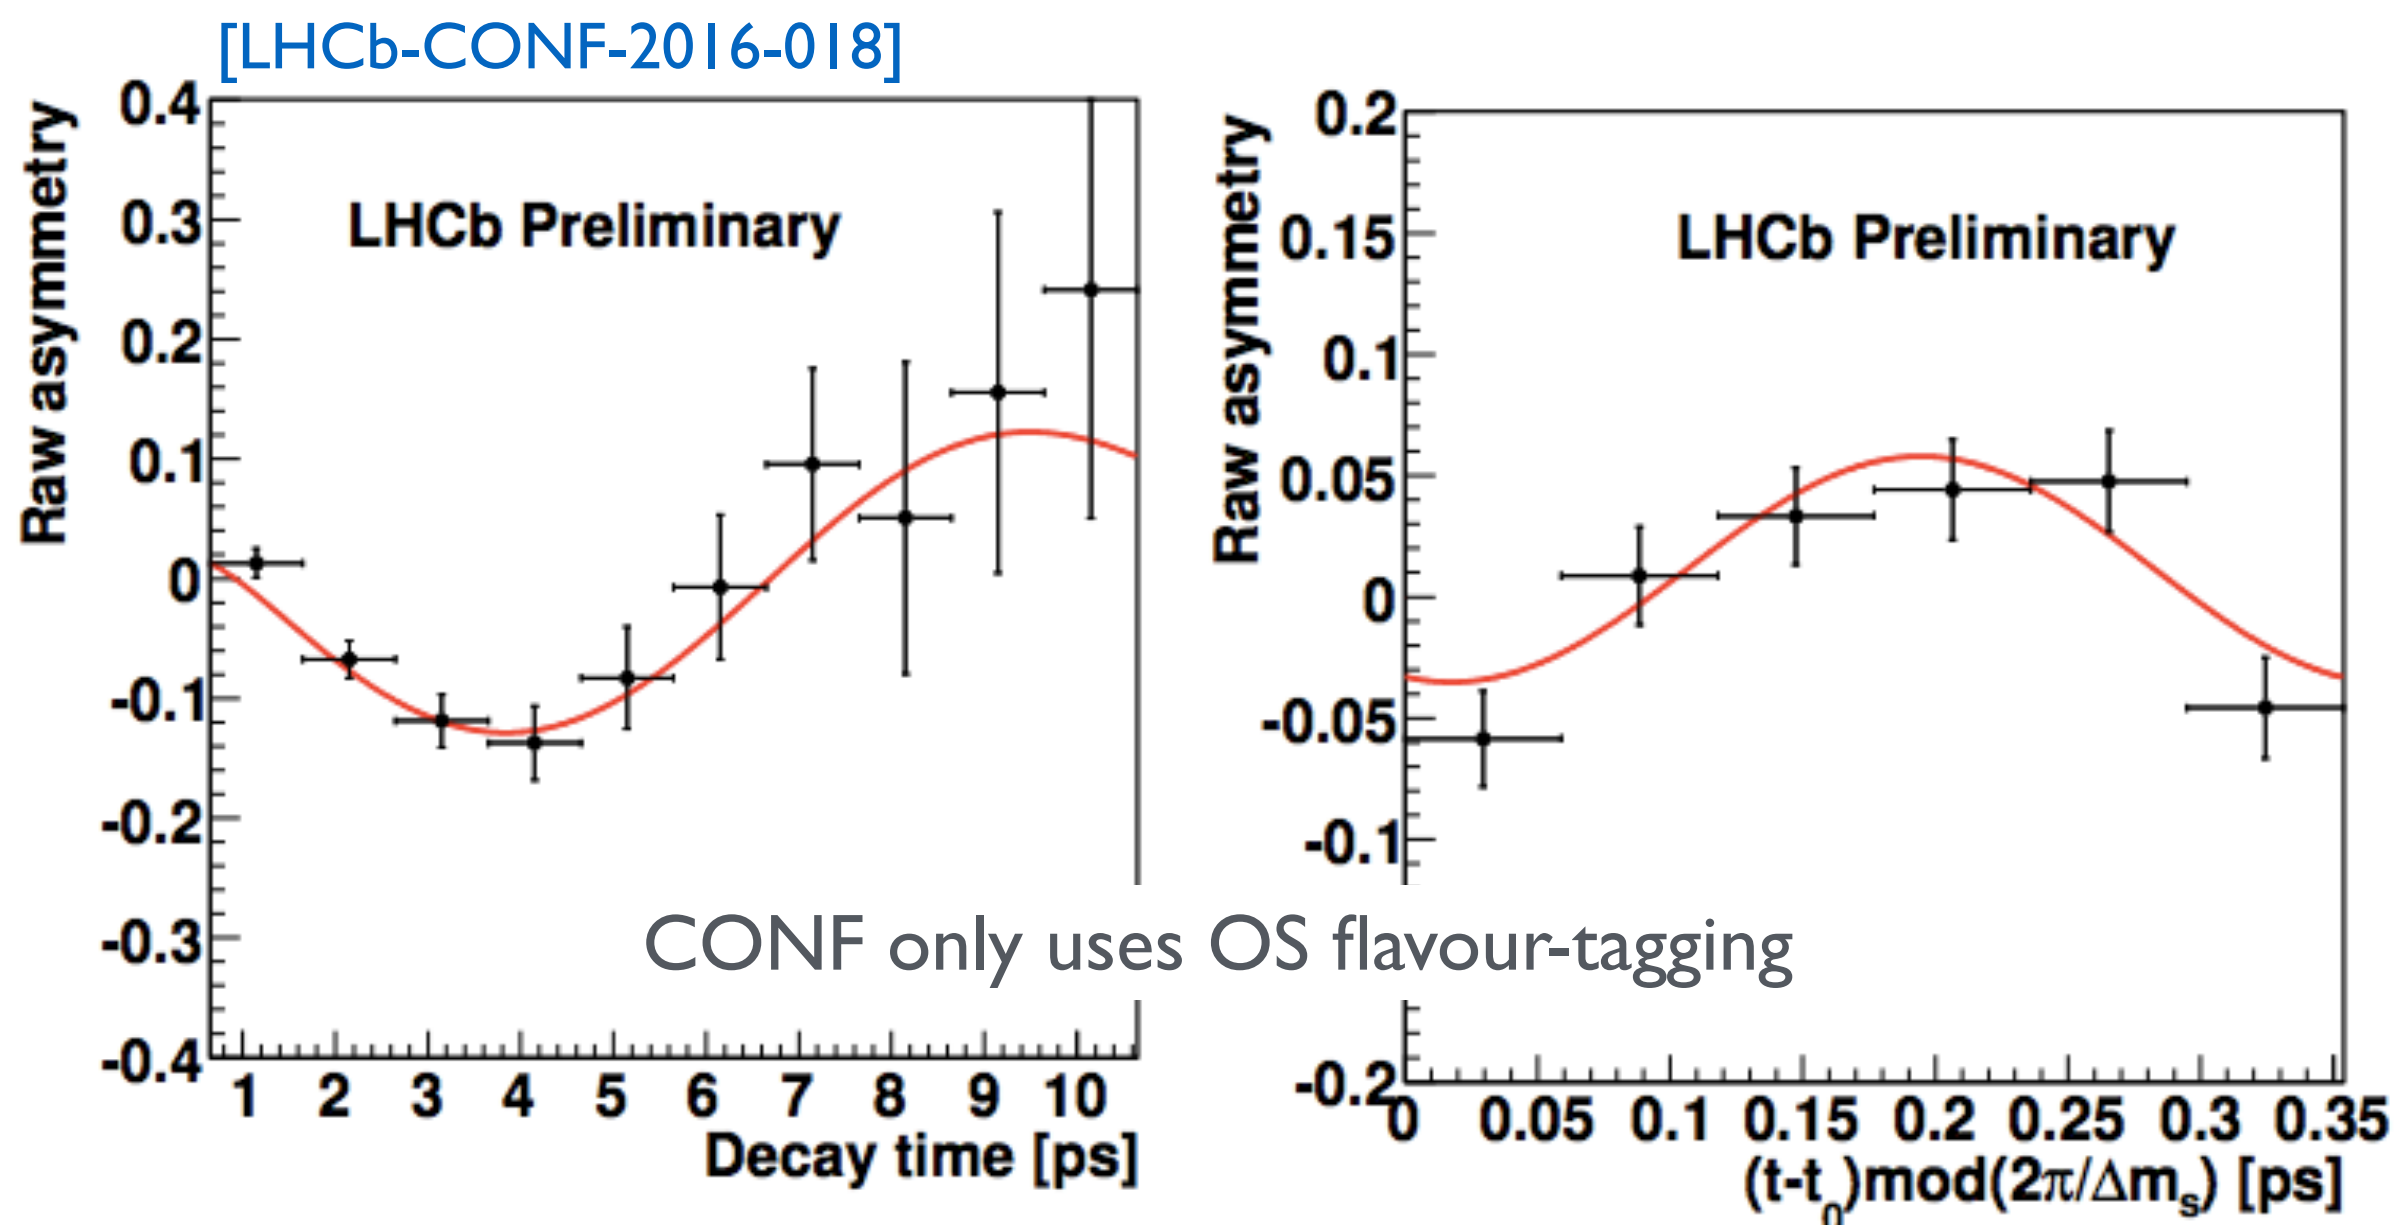 [LHCb-CONF-2016-018]
Raw asymmetry
0.4
0.3
0.2
0.1
0
-0.1
-0.2
-0.3
-0.4
LHCb Preliminary
1 2 3 4 5 6 7 8 9 10
Decay time [ps]
Raw asymmetry
0.2
0.15
0.1
0.05
0
-0.05
-0.1
-0.2
LHCb Preliminary
0 0.05 0.1 0.15 0.2 0.25 0.3 0.35
(t-t₀)mod(2π/Δmₛ) [ps]
CONF only uses OS flavour-tagging